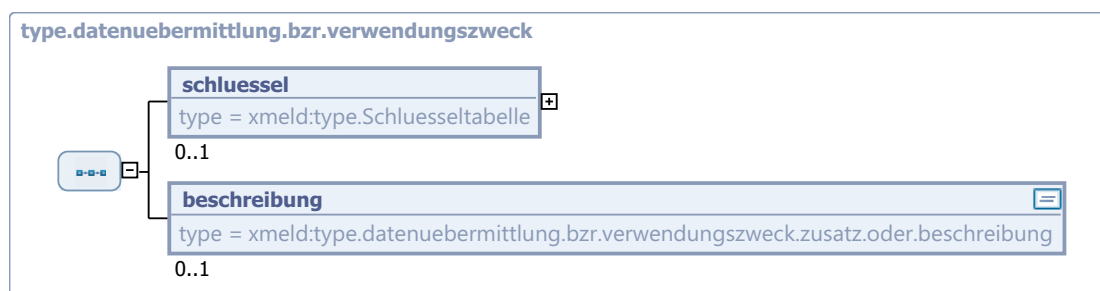 type.datenuebermittlung.bzr.verwendungszweck
schluessel
type = xmeld:type.Schluesseltabelle
0..1
beschreibung
type = xmeld:type.datenuebermittlung.bzr.verwendungszweck.zusatz.oder.beschreibung
0..1